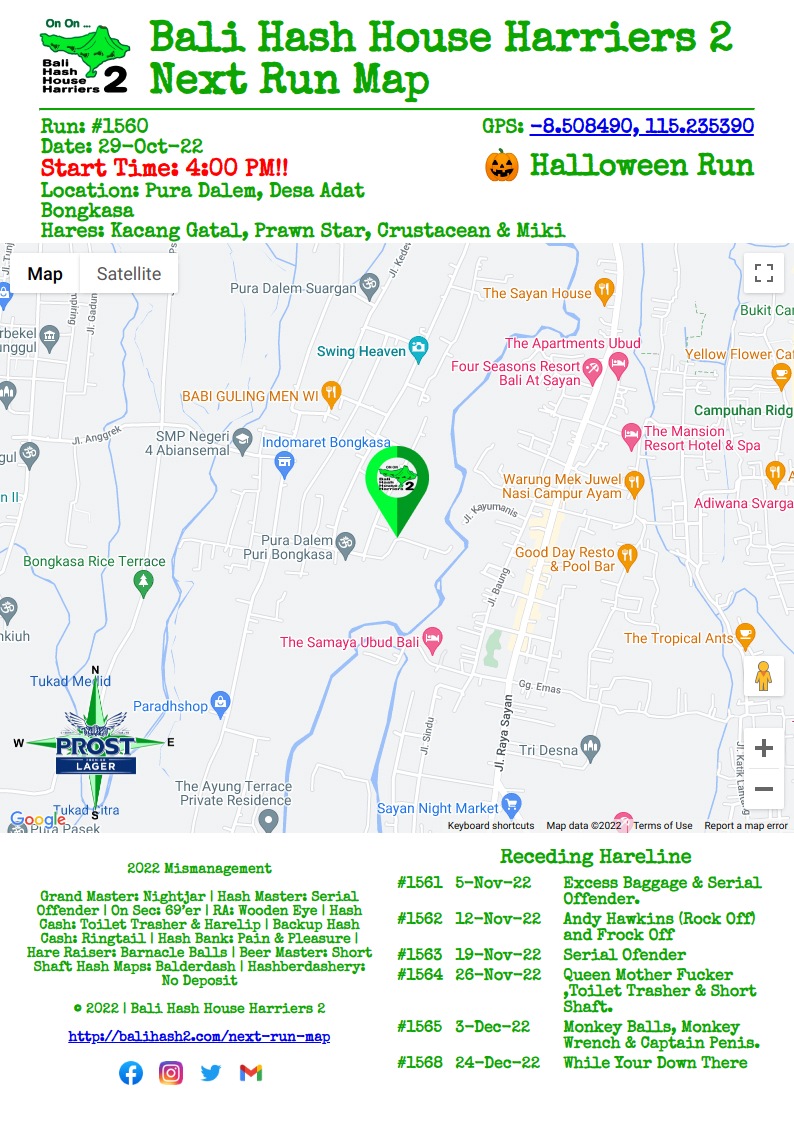 On On ...
Bali
Hash
House
Harriers 2
Bali Hash House Harriers 2
Next Run Map
Run: #1560
GPS: -8.508490, 115.235390
Date: 29-Oct-22
Start Time: 4:00 PM!!
Halloween Run
Location: Pura Dalem, Desa Adat
Bongkasa
Hares: Kacang Gatal, Prawn Star, Crustacean & Miki
Map
Satellite
Pura Dalem Suargan
The Sayan House
Bukit Ca
Jl. Gadun
Swing Heaven
The Apartments Ubud
Four Seasons Resort
Bali At Sayan
Yellow Flower Caf
BABI GULING MEN WI
Campuhan Ridg
Jl. Anggrek
SMP Negeri
4 Abiansemal
Indomaret Bongkasa
The Mansion
Resort Hotel & Spa
On On
Bali
Hash
House
Harriers 2
Warung Mek Juwel
Nasi Campur Ayam
Adiwana Svarga
Jl. Kayumanis
Pura Dalem
Puri Bongkasa
Good Day Resto
& Pool Bar
Bongkasa Rice Terrace
Jl. Baung
nkiuh
The Samaya Ubud Bali
The Tropical Ants
N
Tukad Medid
Gg. Emas
Paradhshop
W
PROST
LAGER
E
Jl. Sindu
Jl. Raya Sayan
Tri Desna
The Ayung Terrace
Private Residence
Tukad Citra
S
Sayan Night Market
Google
Pura Pasek
Keyboard shortcuts
Map data ©2022
Terms of Use
Report a map error
2022 Mismanagement
Grand Master: Nightjar | Hash Master: Serial
Offender | On Sec: 69'er | RA: Wooden Eye | Hash
Cash: Toilet Trasher & Harelip | Backup Hash
Cash: Ringtail | Hash Bank: Pain & Pleasure |
Hare Raiser: Barnacle Balls | Beer Master: Short
Shaft Hash Maps: Balderdash | Hashberdashery:
No Deposit
© 2022 | Bali Hash House Harriers 2
http://balihash2.com/next-run-map
Receding Hareline
#1561 5-Nov-22 Excess Baggage & Serial
Offender.
#1562 12-Nov-22 Andy Hawkins (Rock Off)
and Frock Off
#1563 19-Nov-22 Serial Ofender
#1564 26-Nov-22 Queen Mother Fucker
,Toilet Trasher & Short
Shaft.
#1565 3-Dec-22 Monkey Balls, Monkey
Wrench & Captain Penis.
#1568 24-Dec-22 While Your Down There